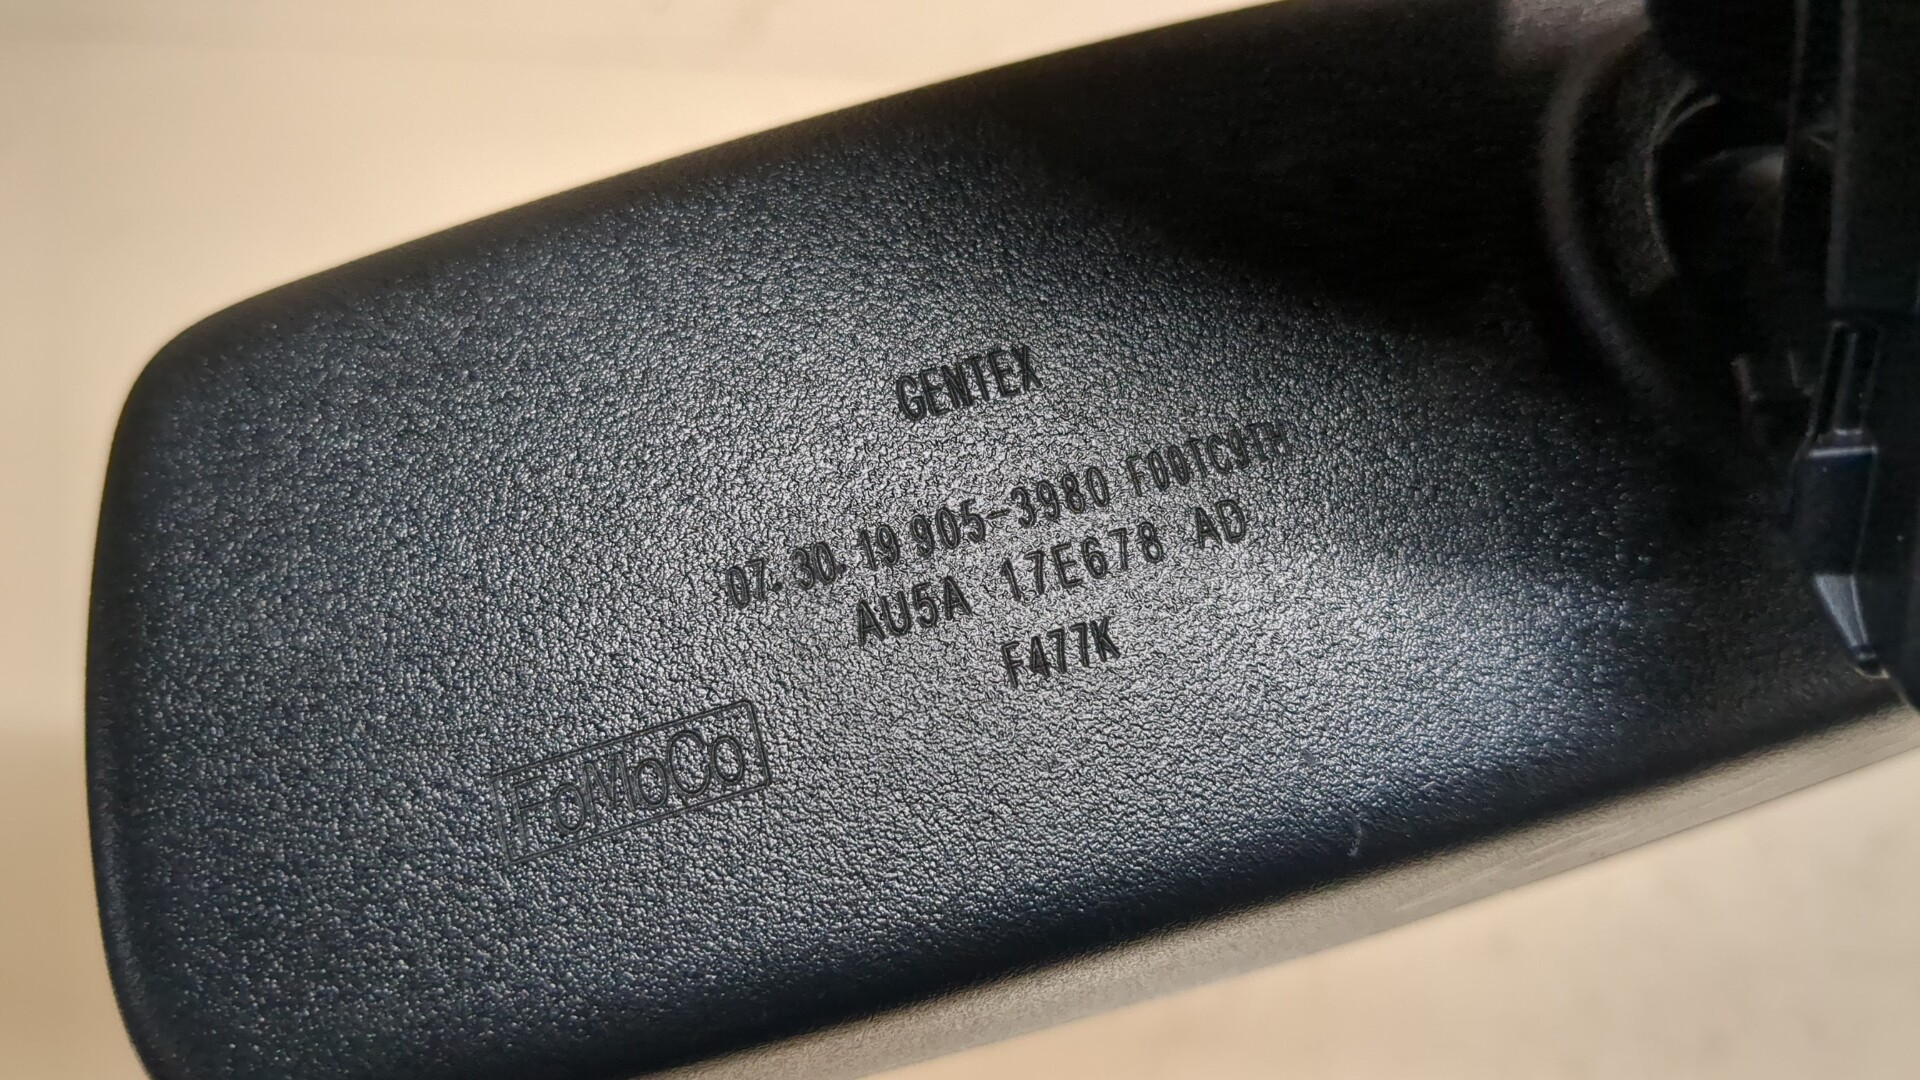 GENTEX
07.30.19 905-3980 F00TC9TH
AU5A 17E678 AD
F477K
FoMoCo